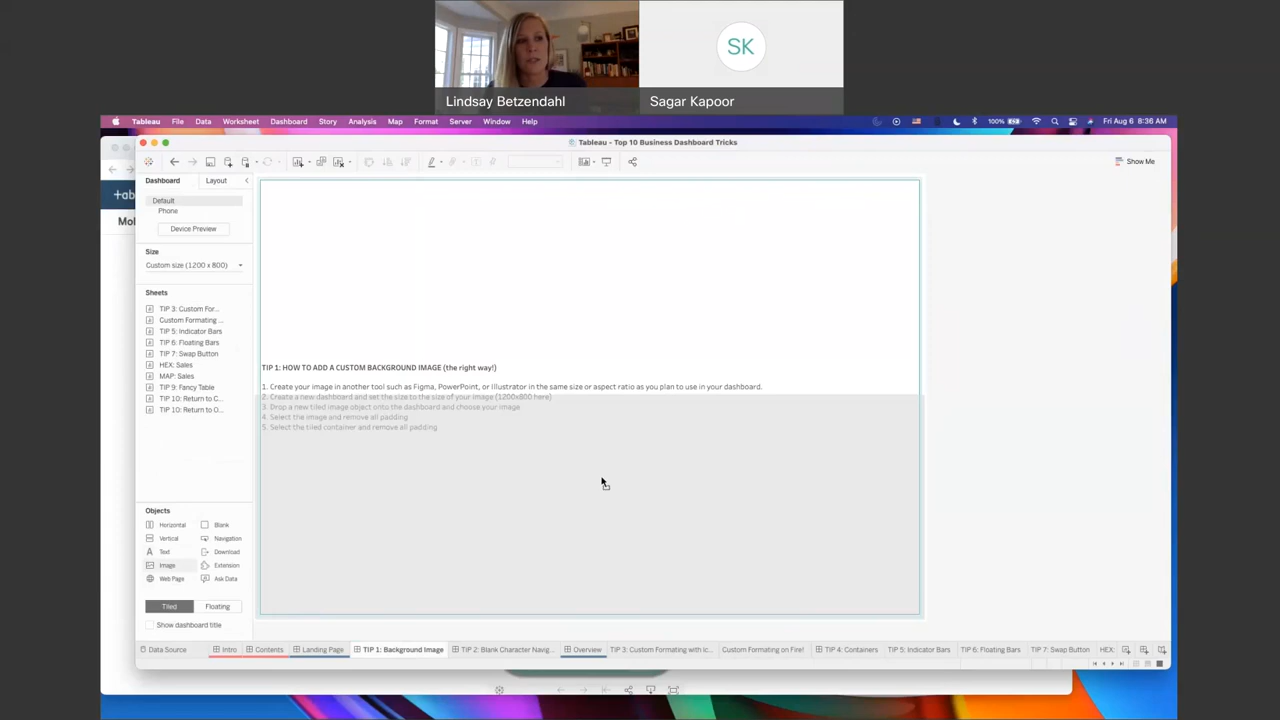 SK
Lindsay Betzendahl
Sagar Kapoor
Tableau File Data Worksheet Dashboard Story Analysis Map Format Server Window Help
100% Fri Aug 6 8:36 AM
Tableau - Top 10 Business Dashboard Tricks
Show Me
Dashboard Layout
+ab
Mol
Default
Phone
Device Preview
Size
Custom size (1200 x 800)
Sheets
TIP 3: Custom For...
Custom Formating ...
TIP 5: Indicator Bars
TIP 6: Floating Bars
TIP 7: Swap Button
HEX: Sales
MAP: Sales
TIP 9: Fancy Table
TIP 10: Return to C...
TIP 10: Return to O...
TIP 1: HOW TO ADD A CUSTOM BACKGROUND IMAGE (the right way!)
1. Create your image in another tool such as Figma, PowerPoint, or Illustrator in the same size or aspect ratio as you plan to use in your dashboard.
2. Create a new dashboard and set the size to the size of your image (1200x800 here)
3. Drop a new tiled image object onto the dashboard and choose your image
4. Select the image and remove all padding
5. Select the tiled container and remove all padding
Objects
Horizontal Blank
Vertical Navigation
Text Download
Image Extension
Web Page Ask Data
Tiled Floating
Show dashboard title
Data Source Intro Contents Landing Page TIP 1: Background Image TIP 2: Blank Character Navig... Overview TIP 3: Custom Formating with ic... Custom Formating on Fire! TIP 4: Containers TIP 5: Indicator Bars TIP 6: Floating Bars TIP 7: Swap Button HEX: